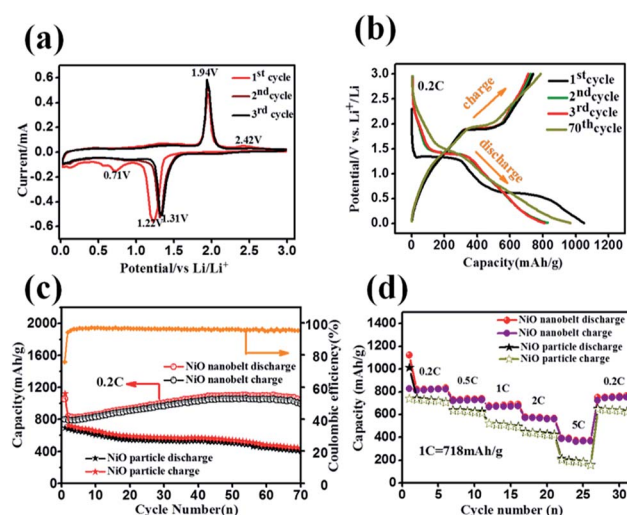 (a)
1.94V
1st cycle
2nd cycle
3rd cycle
2.42V
0.71V
1.22V
1.31V
0.6
0.4
0.2
0.0
-0.2
-0.4
-0.6
Current/mA
0.0 0.5 1.0 1.5 2.0 2.5 3.0
Potential/vs Li/Li+
(b)
0.2C
charge
discharge
1st cycle
2nd cycle
3rd cycle
70th cycle
3.0
2.5
2.0
1.5
1.0
0.5
0.0
Potential/V vs. Li+/Li
0 200 400 600 800 1000 1200
Capacity(mAh/g)
(c)
NiO nanobelt discharge
NiO nanobelt charge
0.2C
NiO particle discharge
NiO particle charge
2000
1600
1200
800
400
0
Capacity(mAh/g)
100
80
60
40
20
0
Coulombic efficiency(%)
0 10 20 30 40 50 60 70
Cycle Number(n)
(d)
NiO nanobelt discharge
NiO nanobelt charge
NiO particle discharge
NiO particle charge
0.2C
0.5C
1C
2C
5C
0.2C
1C=718mAh/g
1400
1200
1000
800
600
400
200
0
Capacity(mAh/g)
0 5 10 15 20 25 30
Cycle number (n)